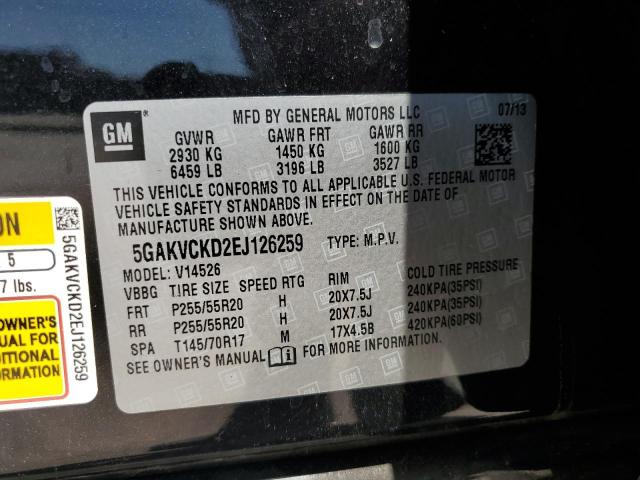 GM
MFD BY GENERAL MOTORS LLC 07/13
GVWR GAWR FRT GAWR RR
2930 KG 1450 KG 1600 KG
6459 LB 3196 LB 3527 LB
THIS VEHICLE CONFORMS TO ALL APPLICABLE U.S. FEDERAL MOTOR
VEHICLE SAFETY STANDARDS IN EFFECT ON THE DATE OF
MANUFACTURE SHOWN ABOVE.
5GAKVCKD2EJ126259 TYPE: M.P.V.
MODEL: V14526
VBBG TIRE SIZE SPEED RTG RIM COLD TIRE PRESSURE
FRT P255/55R20 H 20X7.5J 240KPA(35PSI)
RR P255/55R20 H 20X7.5J 240KPA(35PSI)
SPA T145/70R17 M 17X4.5B 420KPA(60PSI)
SEE OWNER'S MANUAL FOR MORE INFORMATION.
ON
5
7 lbs.
OWNER'S
FOR
ORMATION
5GAKVCKD2EJ126259